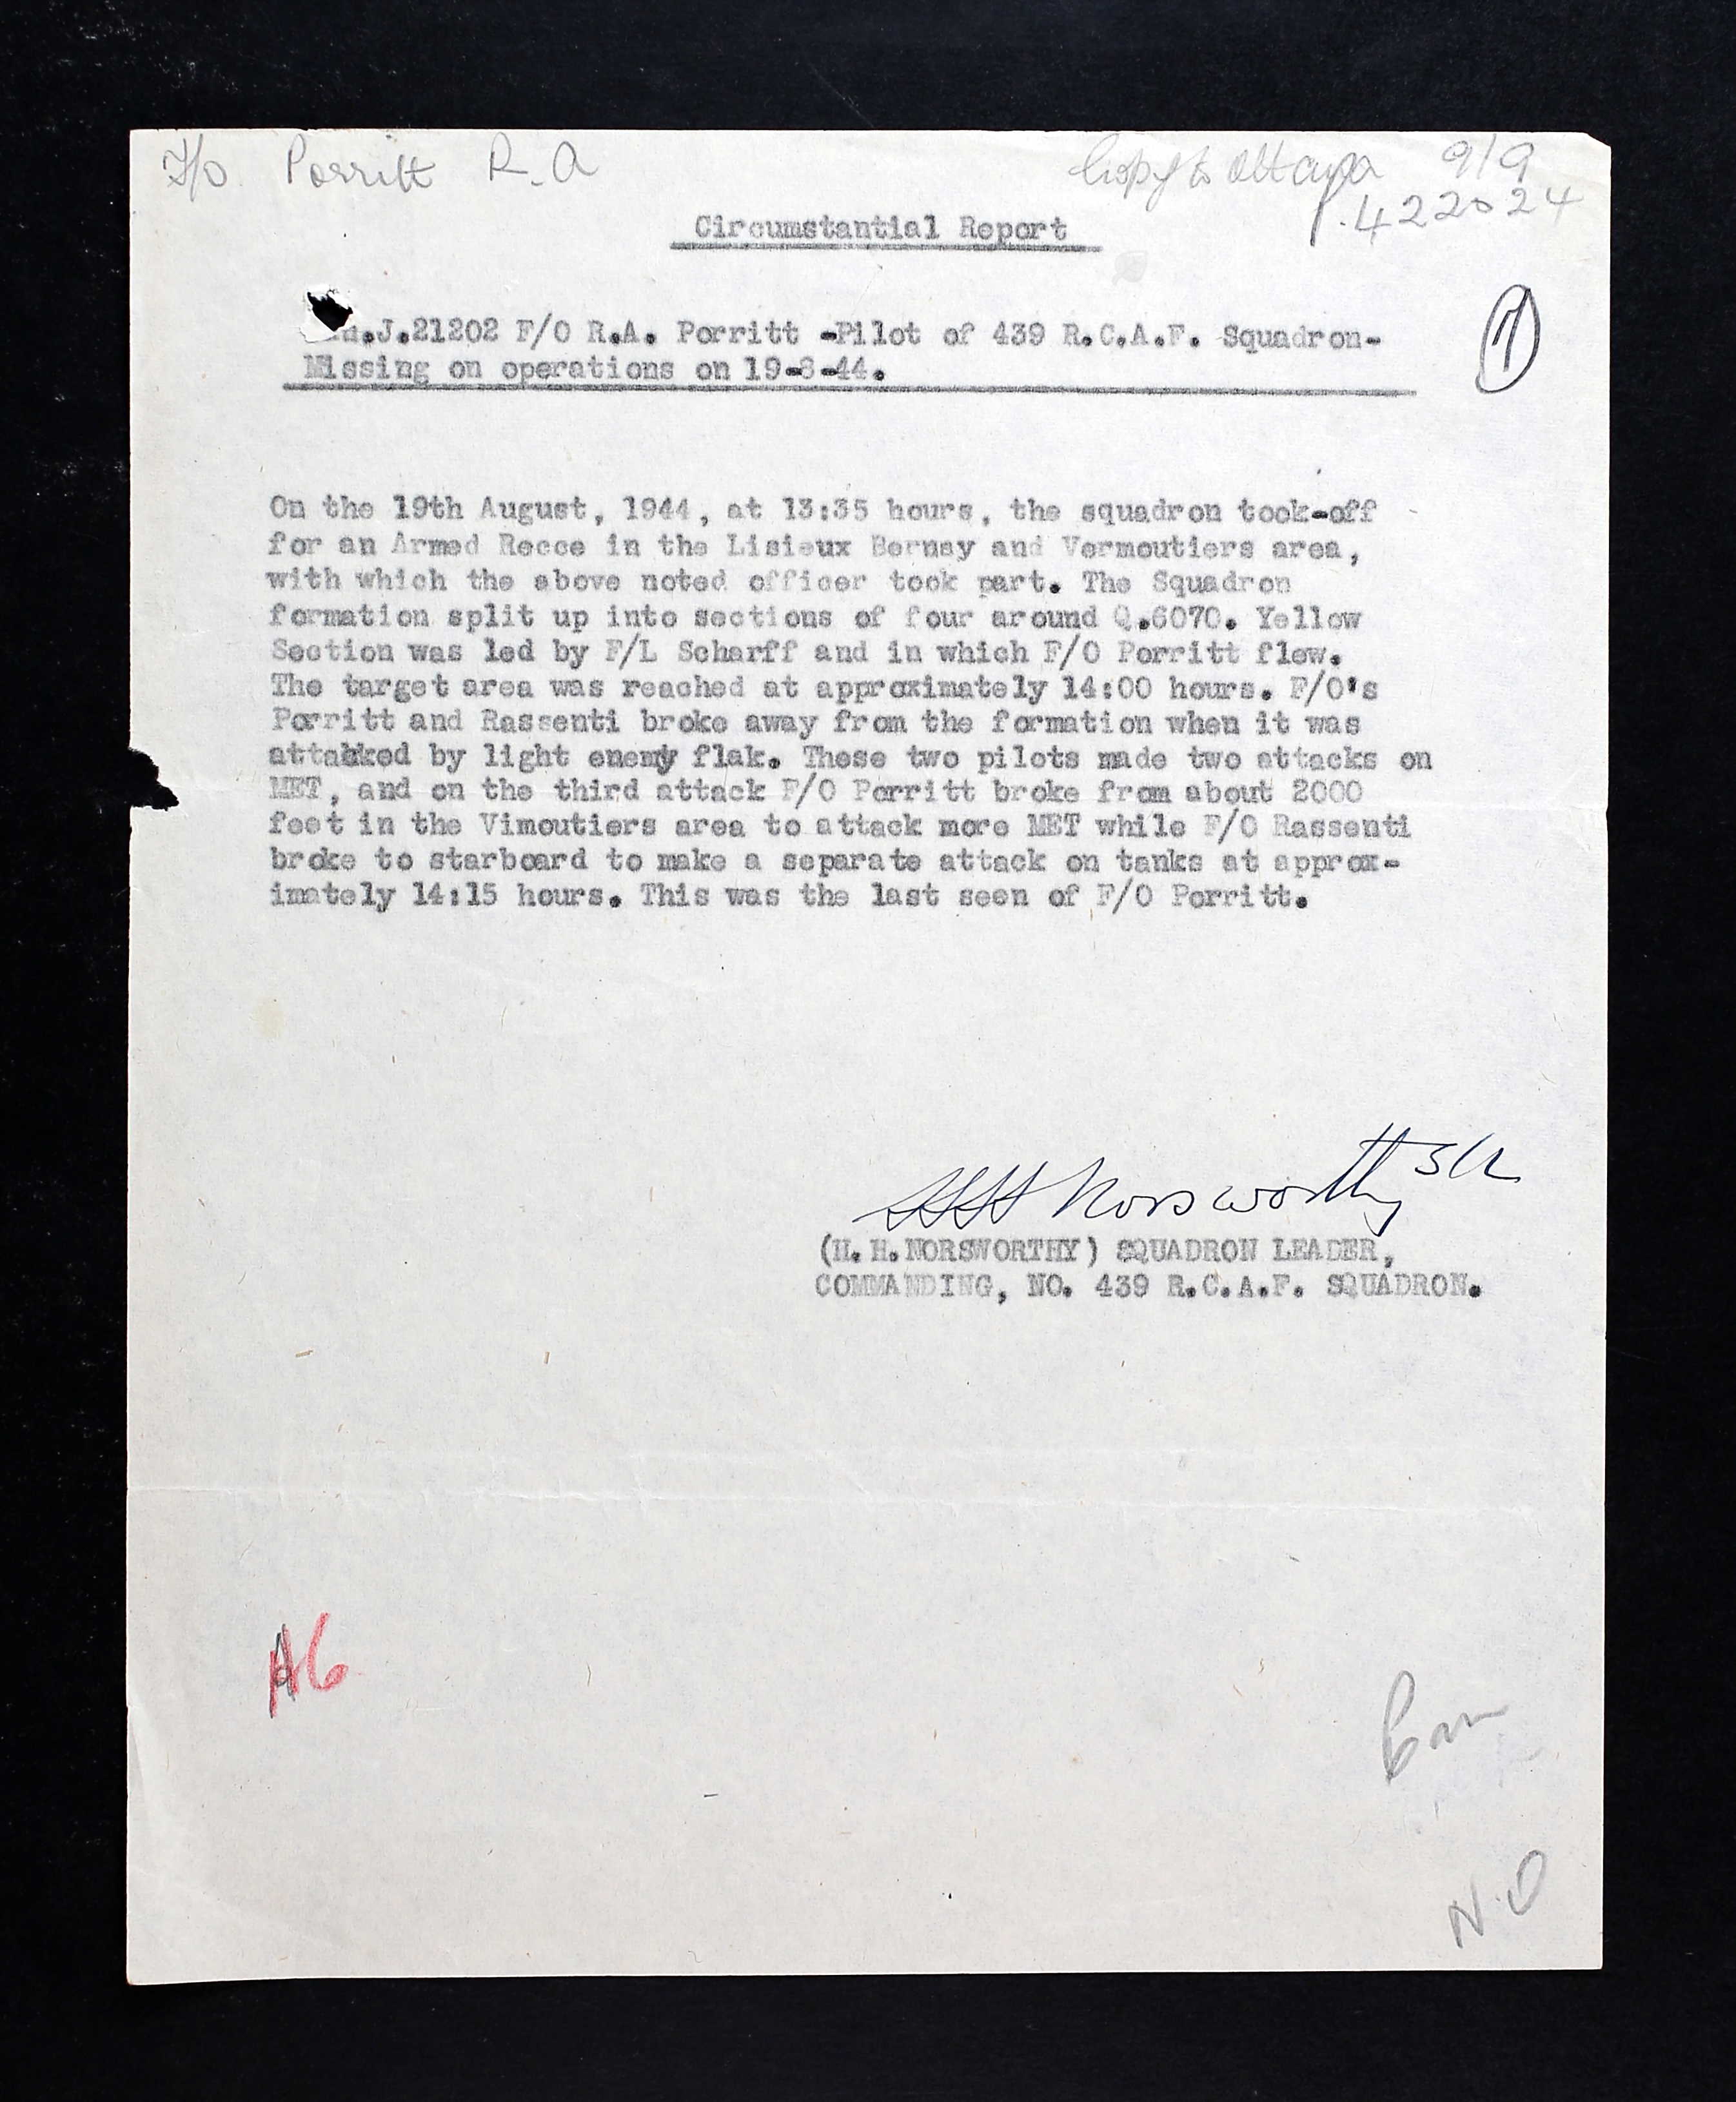 F/O Porritt R.A
Copy to Ottawa 9/9
P.422024
Circumstantial Report
7
n.J.21202 F/O R.A. Porritt -Pilot of 439 R.C.A.F. Squadron-
Missing on operations on 19-8-44.
On the 19th August, 1944, at 13:35 hours, the squadron took-off
for an Armed Recce in the Lisieux Bernay and Vermoutiers area,
with which the above noted officer took part. The Squadron
formation split up into sections of four around Q.6070. Yellow
Section was led by F/L Scharff and in which F/O Porritt flew.
The target area was reached at approximately 14:00 hours. F/O's
Porritt and Rassenti broke away from the formation when it was
attakked by light enemy flak. These two pilots made two attacks on
MET, and on the third attack F/O Porritt broke from about 2000
feet in the Vimoutiers area to attack more MET while F/O Rassenti
broke to starboard to make a separate attack on tanks at approx-
imately 14:15 hours. This was the last seen of F/O Porritt.
HH Norsworthy S/L
(H. H. NORSWORTHY) SQUADRON LEADER,
COMMANDING, NO. 439 R.C.A.F. SQUADRON.
A6
N.O